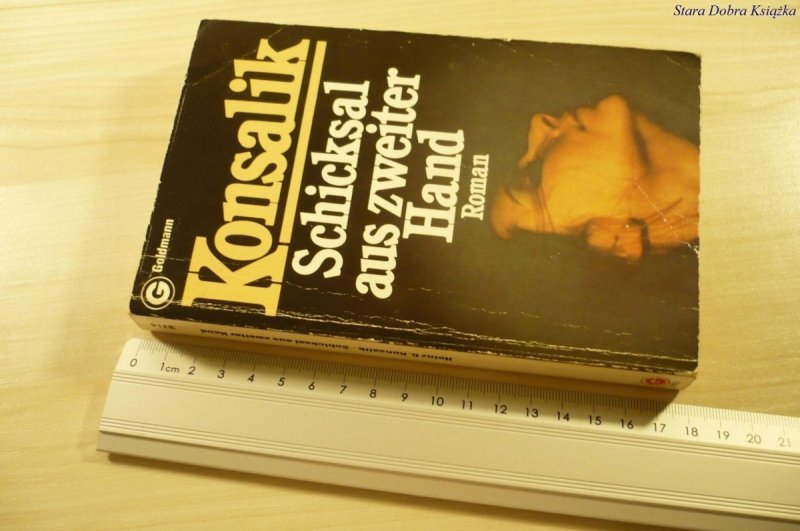 Stara Dobra Książka
Goldmann
Konsalik
Schicksal
aus zweiter
Hand
Roman
9714 Heinz G. Konsalik · Schicksal aus zweiter Hand
0 1cm 2 3 4 5 6 7 8 9 10 11 12 13 14 15 16 17 18 19 20 21